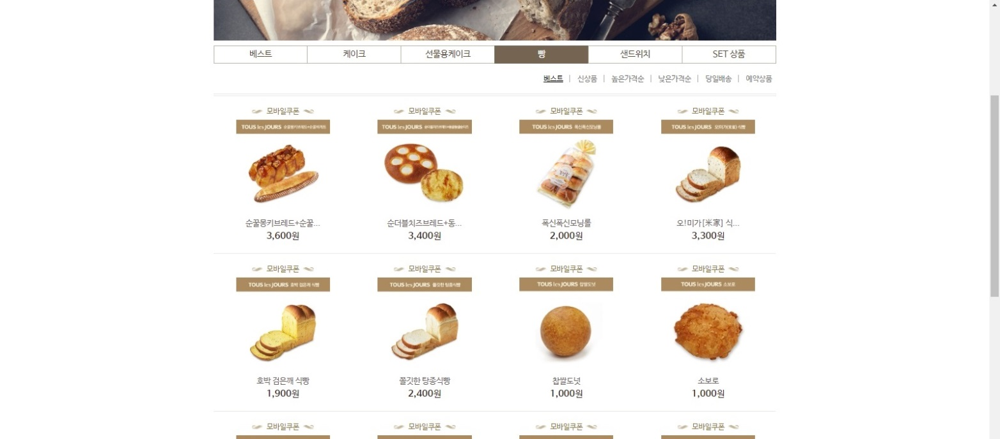 베스트
케이크
선물용케이크
빵
샌드위치
SET 상품
베스트 | 신상품 | 높은가격순 | 낮은가격순 | 당일배송 | 예약상품
모바일쿠폰
모바일쿠폰
모바일쿠폰
모바일쿠폰
TOUS les JOURS 순꿀몽키브레드+순꿀바게트
TOUS les JOURS
TOUS les JOURS 폭신폭신모닝롤
TOUS les JOURS 오!미가(米家) 식빵
순꿀몽키브레드+순꿀...
순더블치즈브레드+동...
폭신폭신모닝롤
오!미가[米家] 식...
3,600원
3,400원
2,000원
3,300원
모바일쿠폰
모바일쿠폰
모바일쿠폰
모바일쿠폰
TOUS les JOURS 호박 검은깨 식빵
TOUS les JOURS 쫄깃한 탕종식빵
TOUS les JOURS 찹쌀도넛
TOUS les JOURS 소보로
호박 검은깨 식빵
쫄깃한 탕종식빵
찹쌀도넛
소보로
1,900원
2,400원
1,000원
1,000원
모바일쿠폰
모바일쿠폰
모바일쿠폰
모바일쿠폰